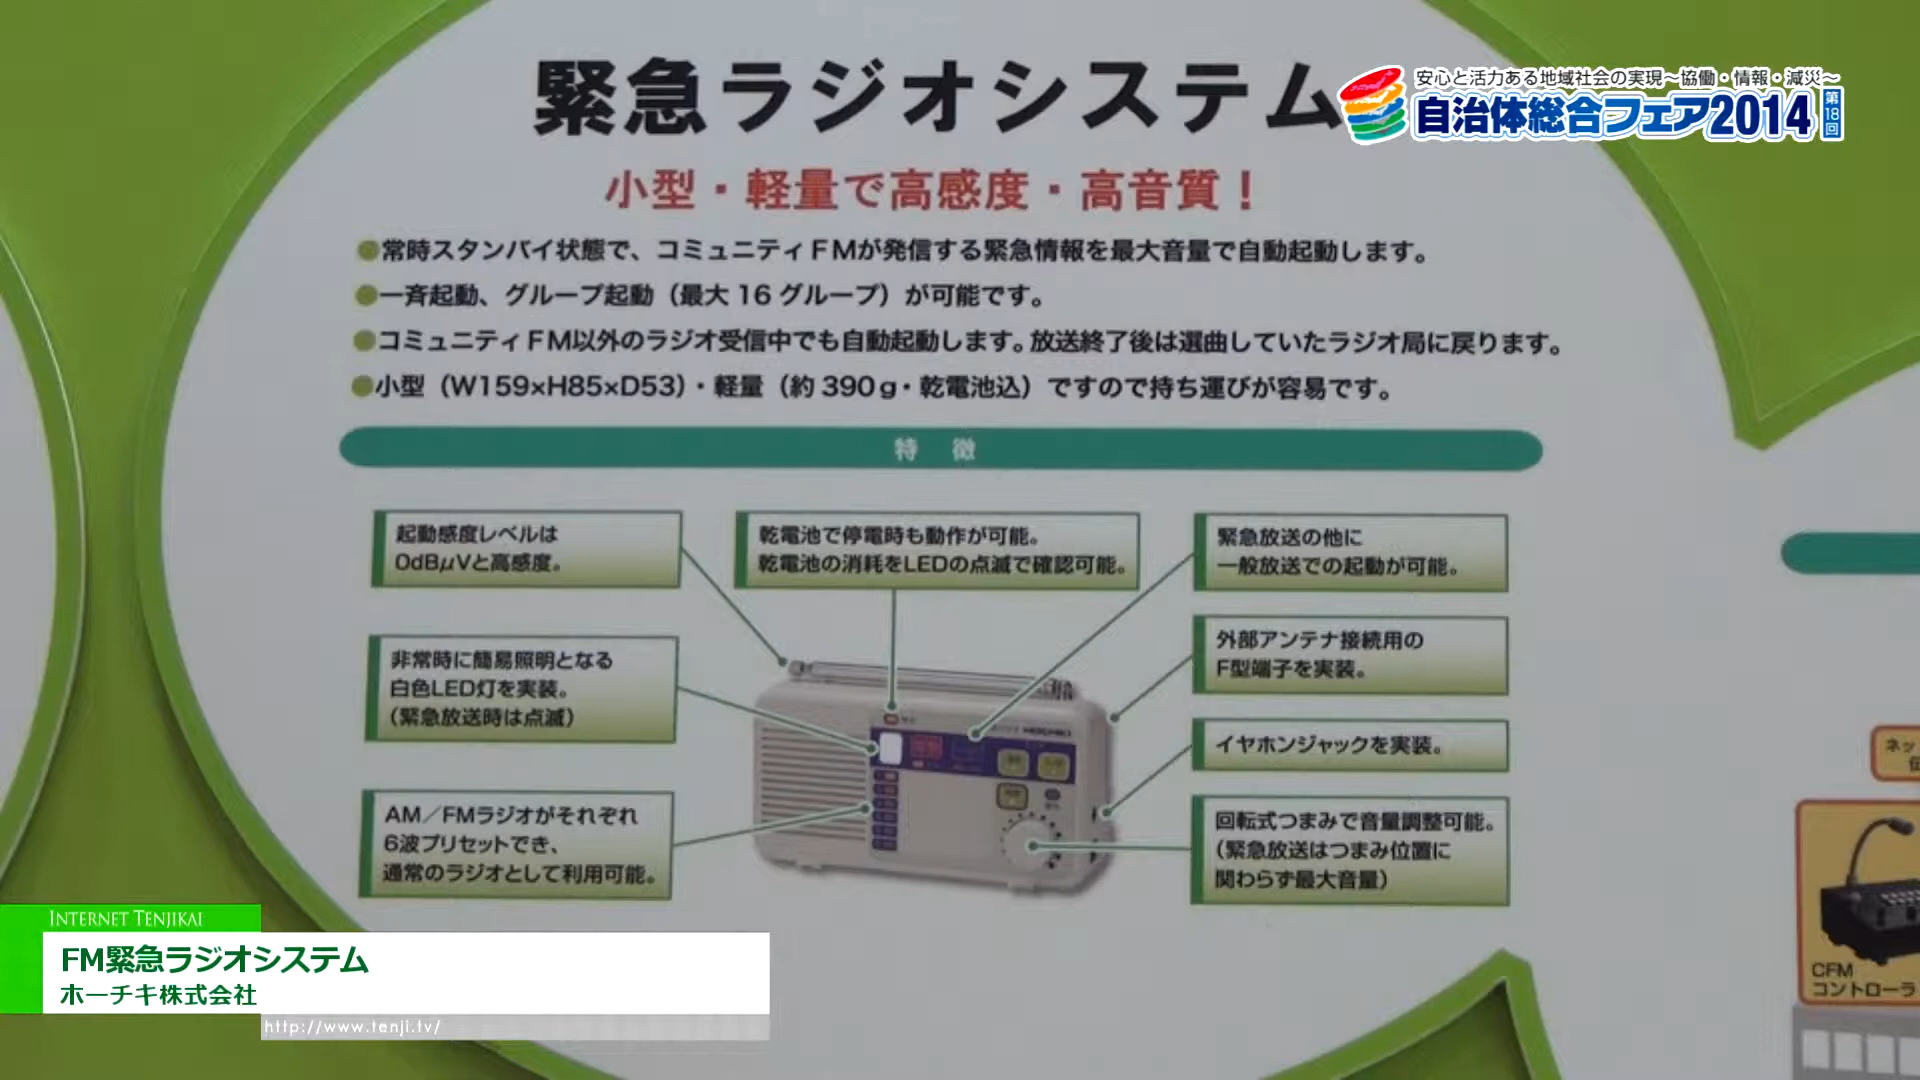 緊急ラジオシステム
安心と活力ある地域社会の実現～協働・情報・減災～
自治体総合フェア2014
第18回
小型・軽量で高感度・高音質！
●常時スタンバイ状態で、コミュニティＦＭが発信する緊急情報を最大音量で自動起動します。
●一斉起動、グループ起動（最大16グループ）が可能です。
●コミュニティＦＭ以外のラジオ受信中でも自動起動します。放送終了後は選曲していたラジオ局に戻ります。
●小型（W159×H85×D53）・軽量（約390ｇ・乾電池込）ですので持ち運びが容易です。
特　徴
起動感度レベルは
0dBμVと高感度。
乾電池で停電時も動作が可能。
乾電池の消耗をLEDの点滅で確認可能。
緊急放送の他に
一般放送での起動が可能。
非常時に簡易照明となる
白色LED灯を実装。
（緊急放送時は点滅）
外部アンテナ接続用の
F型端子を実装。
イヤホンジャックを実装。
AM／FMラジオがそれぞれ
6波プリセットでき、
通常のラジオとして利用可能。
回転式つまみで音量調整可能。
（緊急放送はつまみ位置に
関わらず最大音量）
HOCHIKI
ネッ
CFM
コントローラ
INTERNET TENJIKAI
FM緊急ラジオシステム
ホーチキ株式会社
http://www.tenji.tv/